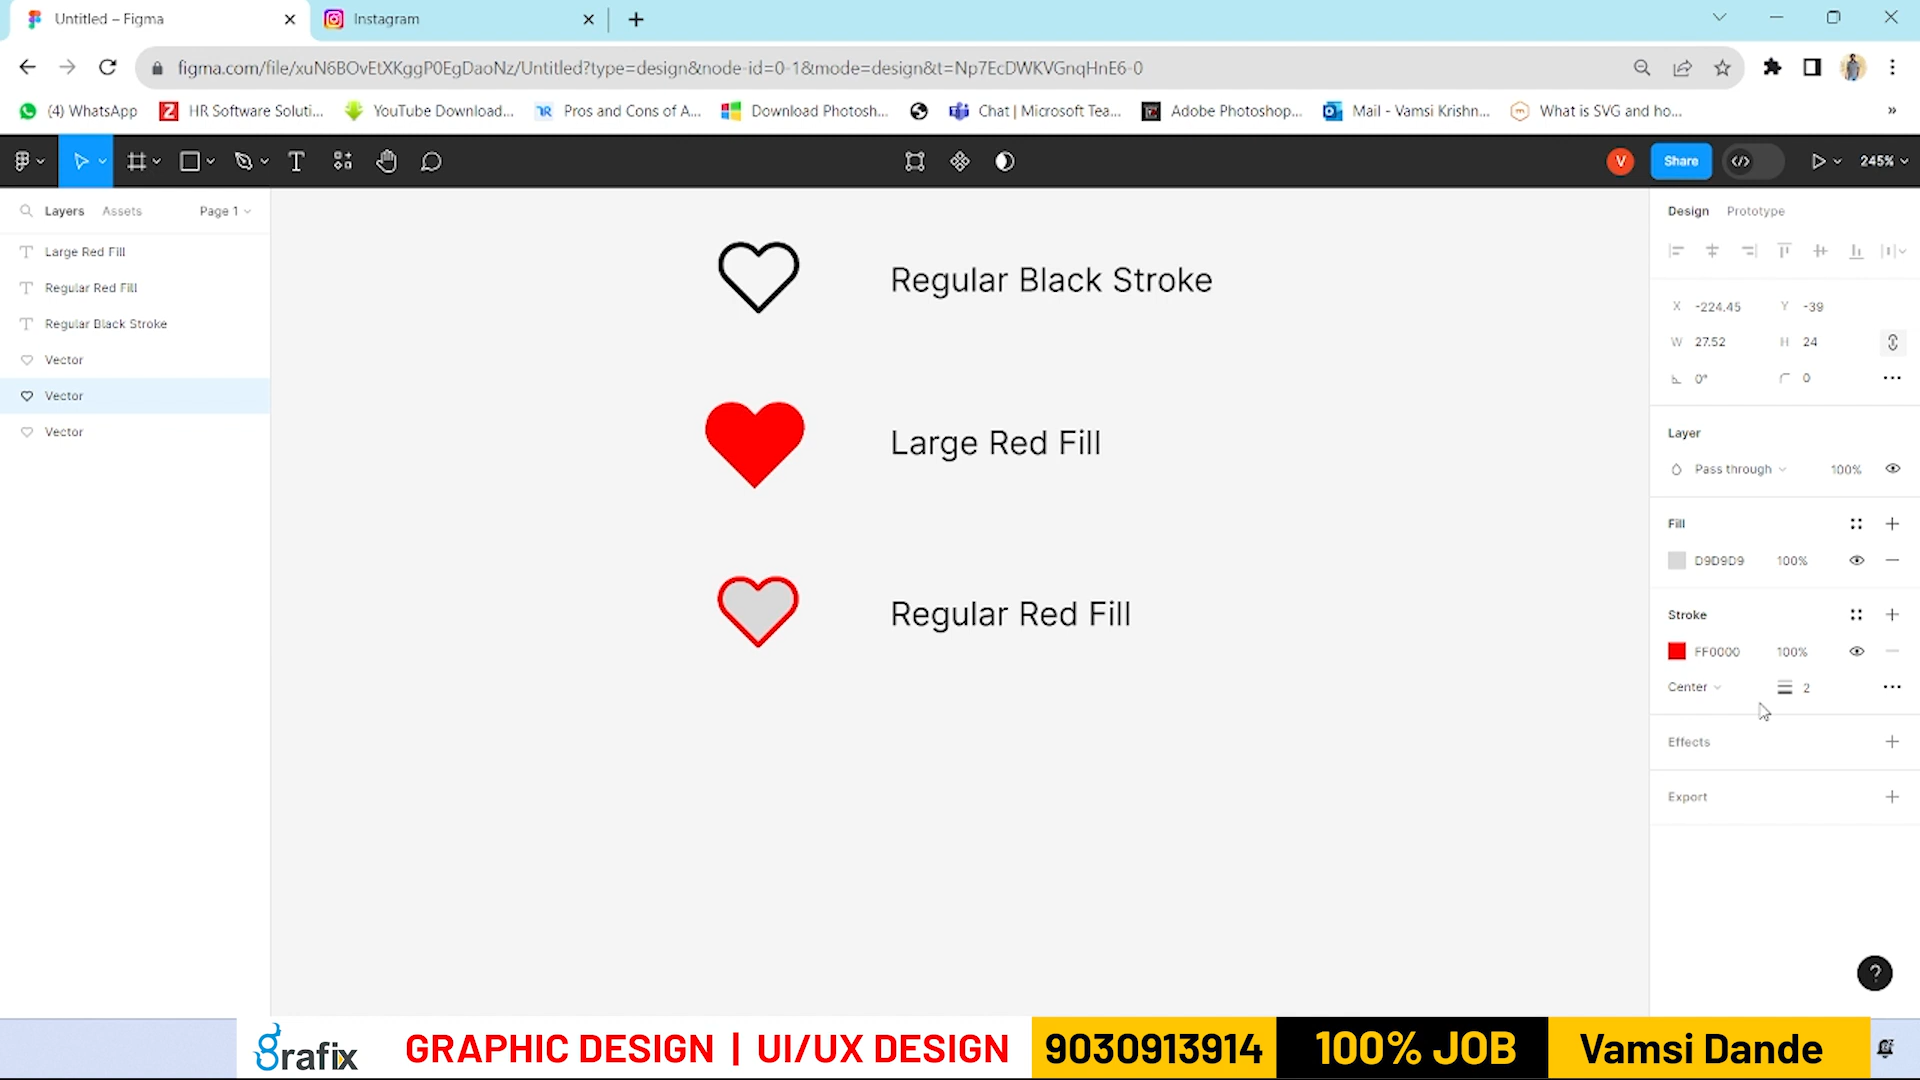 Untitled – Figma
Instagram
figma.com/file/xuN6BOvEtXKggP0EgDaoNz/Untitled?type=design&node-id=0-1&mode=design&t=Np7EcDWKVGnqHnE6-0
(4) WhatsApp
HR Software Soluti...
YouTube Download...
Pros and Cons of A...
Download Photosh...
Chat | Microsoft Tea...
Adobe Photoshop...
Mail - Vamsi Krishn...
What is SVG and ho...
»
V
Share
245%
Layers
Assets
Page 1
Design
Prototype
Large Red Fill
Regular Red Fill
Regular Black Stroke
Vector
Vector
Vector
Regular Black Stroke
Large Red Fill
Regular Red Fill
X -224.45
Y -39
W 27.52
H 24
0°
0
Layer
Pass through
100%
Fill
D9D9D9
100%
Stroke
FF0000
100%
Center
2
Effects
Export
?
grafix
GRAPHIC DESIGN | UI/UX DESIGN
9030913914
100% JOB
Vamsi Dande